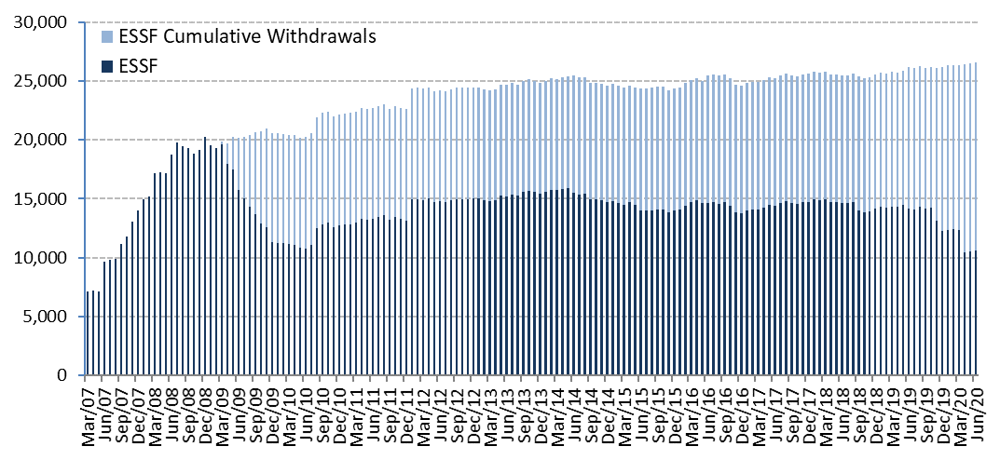 30,000
25,000
20,000
15,000
10,000
5,000
0
ESSF Cumulative Withdrawals
ESSF
Mar/07
Jun/07
Sep/07
Dec/07
Mar/08
Jun/08
Sep/08
Dec/08
Mar/09
Jun/09
Sep/09
Dec/09
Mar/10
Jun/10
Sep/10
Dec/10
Mar/11
Jun/11
Sep/11
Dec/11
Mar/12
Jun/12
Sep/12
Dec/12
Mar/13
Jun/13
Sep/13
Dec/13
Mar/14
Jun/14
Sep/14
Dec/14
Mar/15
Jun/15
Sep/15
Dec/15
Mar/16
Jun/16
Sep/16
Dec/16
Mar/17
Jun/17
Sep/17
Dec/17
Mar/18
Jun/18
Sep/18
Dec/18
Mar/19
Jun/19
Sep/19
Dec/19
Mar/20
Jun/20